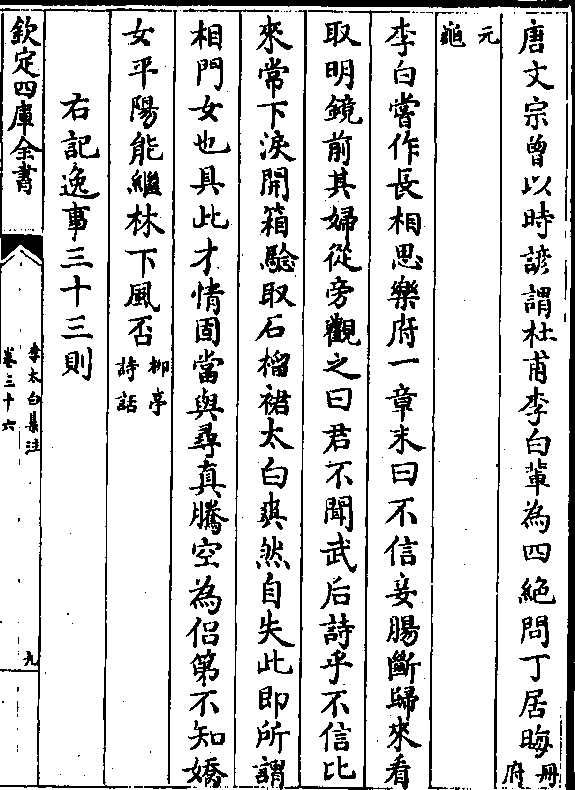 唐文宗曽以時諺謂杜甫李白輩為四絶問丁居晦冊府
元龜
李白嘗作長相思樂府一章末曰不信妾腸斷歸來看
取明鏡前其婦從旁觀之曰君不聞武后詩乎不信比
來常下淚開箱驗取石榴裙太白爽然自失此即所謂
相門女也具此才情固當與尋真騰空為侣第不知嬌
女平陽能繼林下風否柳亭詩話
右記逸事三十三則
欽定四庫全書
李太白集注
卷三十六
九